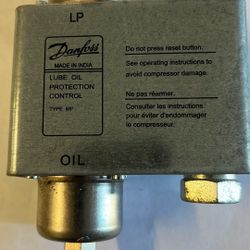 LP
Danfoss
MADE IN INDIA
LUBE OIL
PROTECTION
CONTROL
TYPE MP
Do not press reset button.
See operating instructions to
avoid compressor damage.
Ne pas réarmer.
Consulter les instructions
pour éviter d'endommager
le compresseur.
OIL